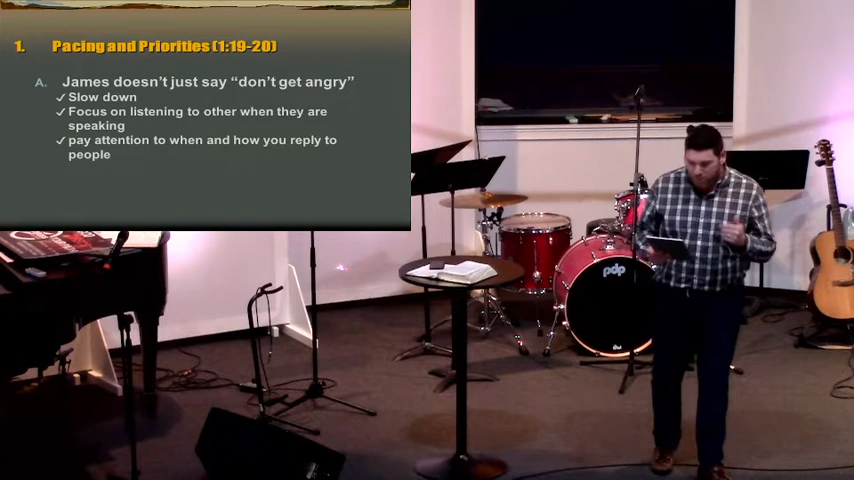 1. Pacing and Priorities (1:19-20)
A. James doesn't just say “don't get angry”
✓ Slow down
✓ Focus on listening to other when they are
speaking
✓ pay attention to when and how you reply to
people
pdp